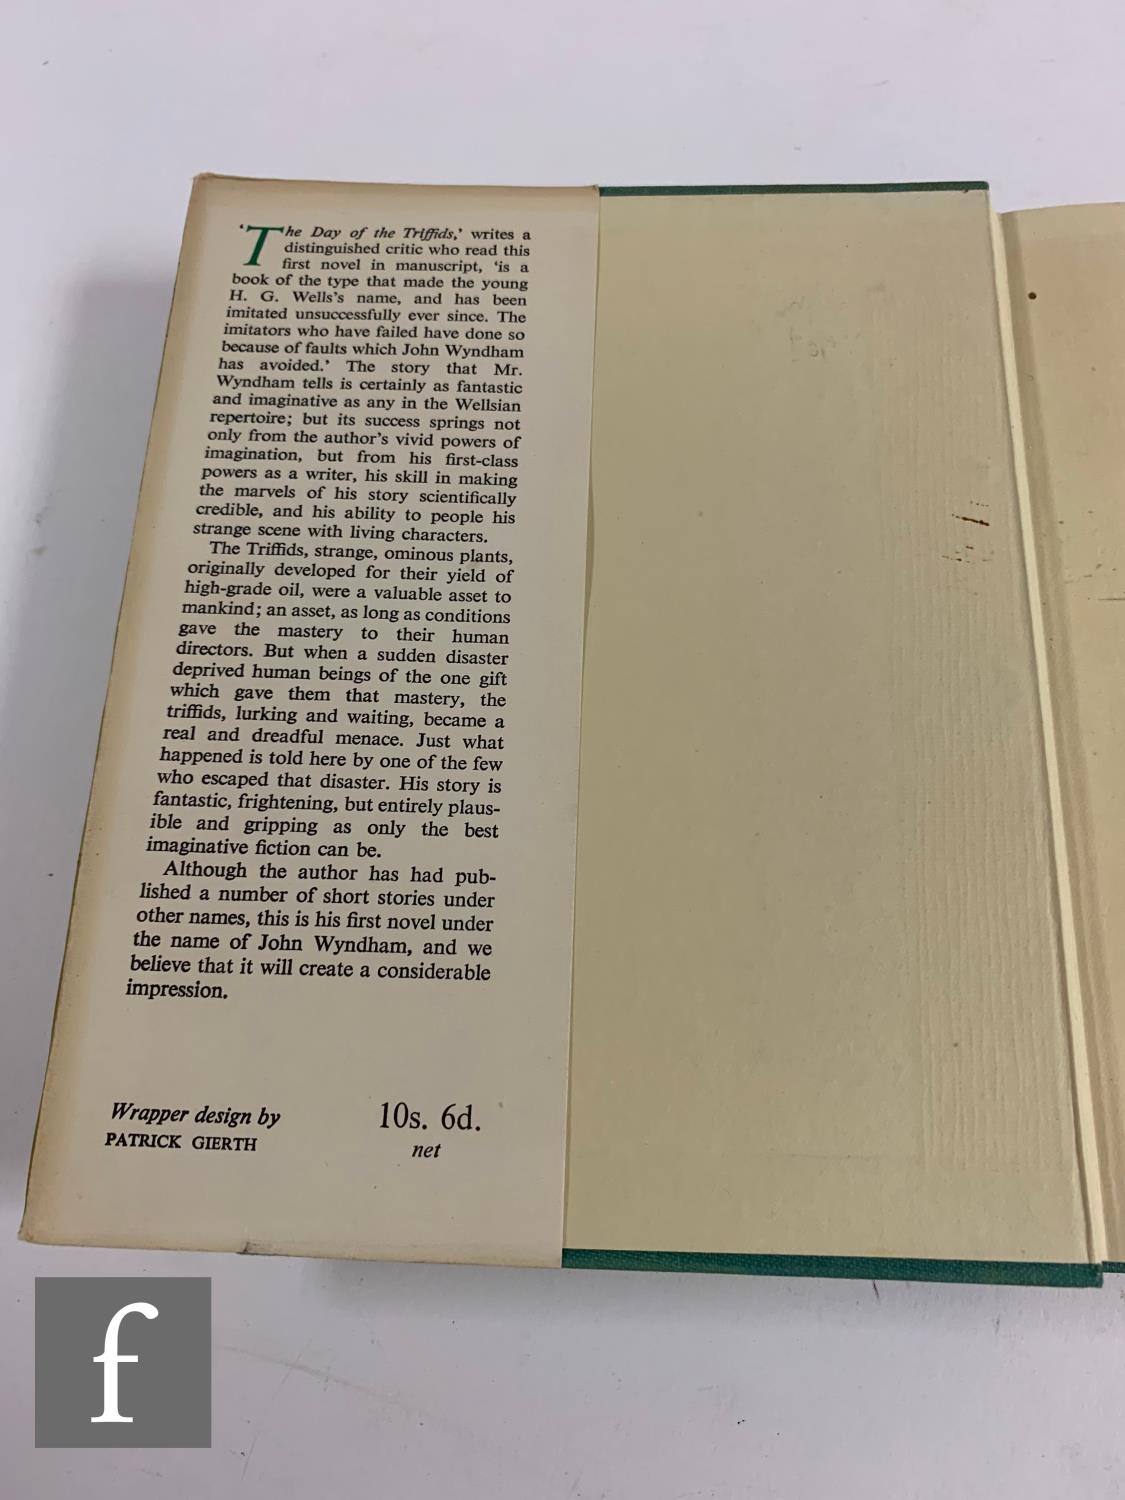 'The Day of the Triffids,' writes a
distinguished critic who read this
first novel in manuscript, 'is a
book of the type that made the young
H. G. Wells's name, and has been
imitated unsuccessfully ever since. The
imitators who have failed have done so
because of faults which John Wyndham
has avoided.' The story that Mr.
Wyndham tells is certainly as fantastic
and imaginative as any in the Wellsian
repertoire; but its success springs not
only from the author's vivid powers of
imagination, but from his first-class
powers as a writer, his skill in making
the marvels of his story scientifically
credible, and his ability to people his
strange scene with living characters.
The Triffids, strange, ominous plants,
originally developed for their yield of
high-grade oil, were a valuable asset to
mankind; an asset, as long as conditions
gave the mastery to their human
directors. But when a sudden disaster
deprived human beings of the one gift
which gave them that mastery, the
triffids, lurking and waiting, became a
real and dreadful menace. Just what
happened is told here by one of the few
who escaped that disaster. His story is
fantastic, frightening, but entirely plaus-
ible and gripping as only the best
imaginative fiction can be.
Although the author has had pub-
lished a number of short stories under
other names, this is his first novel under
the name of John Wyndham, and we
believe that it will create a considerable
impression.
Wrapper design by
PATRICK GIERTH
10s. 6d.
net
f